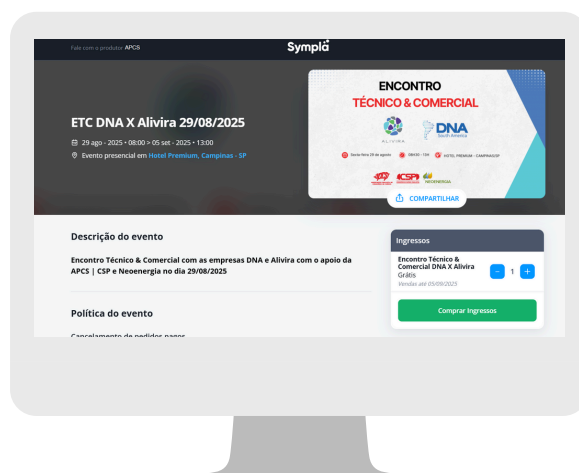 Fale com o produtor APCS
Sympla
ENCONTRO
TÉCNICO & COMERCIAL
ALIVIRA
DNA
South America
Sexta-feira 29 de agosto
08H30 - 13H
HOTEL PREMIUM - CAMPINAS/SP
CSP
NEOENERGIA
COMPARTILHAR
ETC DNA X Alivira 29/08/2025
29 ago - 2025 • 08:00 > 05 set - 2025 • 13:00
Evento presencial em Hotel Premium, Campinas - SP
Descrição do evento
Encontro Técnico & Comercial com as empresas DNA e Alivira com o apoio da
APCS | CSP e Neoenergia no dia 29/08/2025
Política do evento
Cancelamento de pedidos pagos
Ingressos
Encontro Técnico &
Comercial DNA X Alivira
Grátis
Vendas até 05/09/2025
- 1 +
Comprar Ingressos